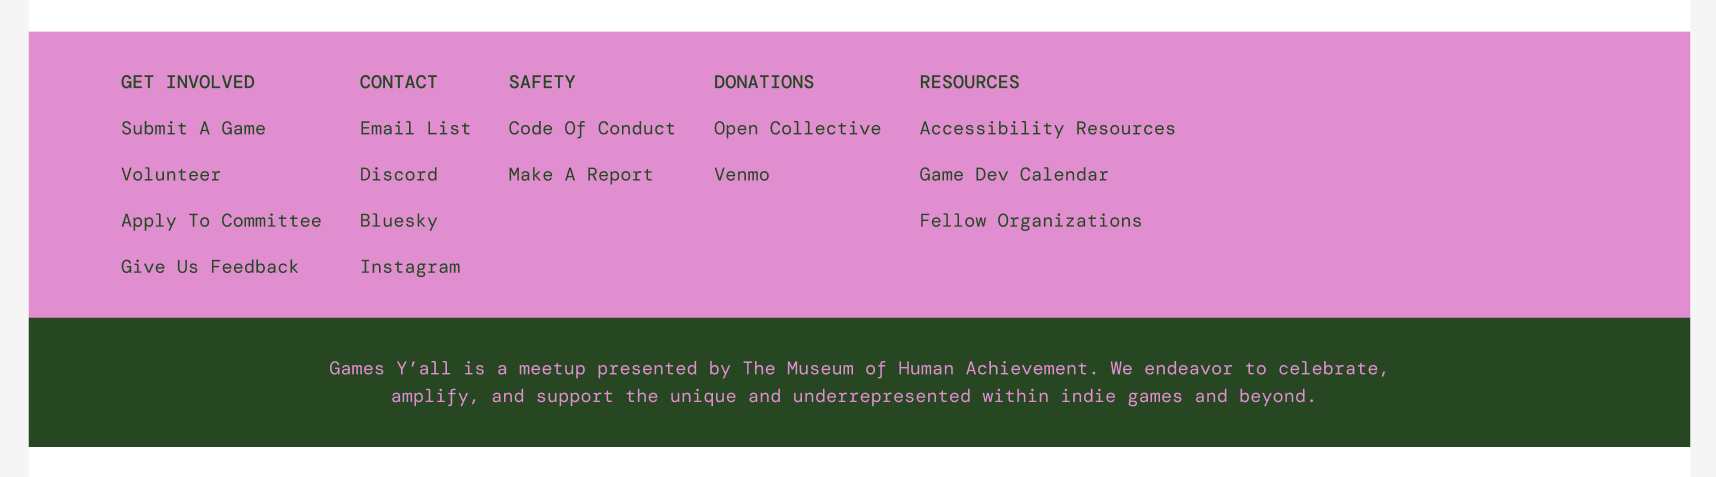 GET INVOLVED
Submit A Game
Volunteer
Apply To Committee
Give Us Feedback
CONTACT
Email List
Discord
Bluesky
Instagram
SAFETY
Code Of Conduct
Make A Report
DONATIONS
Open Collective
Venmo
RESOURCES
Accessibility Resources
Game Dev Calendar
Fellow Organizations
Games Y’all is a meetup presented by The Museum of Human Achievement. We endeavor to celebrate,
amplify, and support the unique and underrepresented within indie games and beyond.